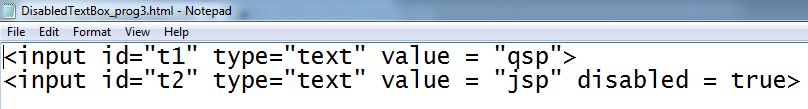 DisabledTextBox_prog3.html - Notepad
File Edit Format View Help
<input id="t1" type="text" value = "qsp">
<input id="t2" type="text" value = "jsp" disabled = true>